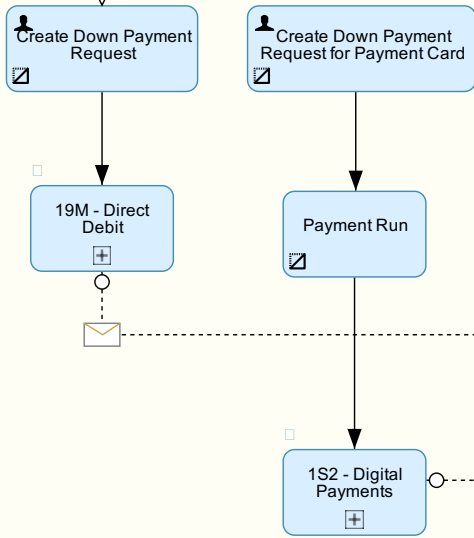 Create Down Payment
Request
Create Down Payment
Request for Payment Card
19M - Direct
Debit
Payment Run
1S2 - Digital
Payments